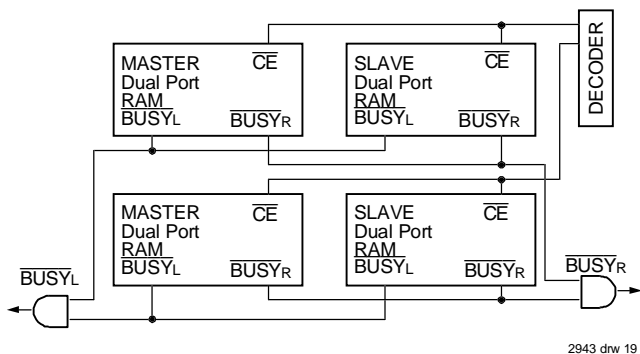 MASTER
Dual Port
RAM
BUSYL
CE
BUSYR
SLAVE
Dual Port
RAM
BUSYL
CE
BUSYR
DECODER
MASTER
Dual Port
RAM
BUSYL
CE
BUSYR
SLAVE
Dual Port
RAM
BUSYL
CE
BUSYR
BUSYL
BUSYR
2943 drw 19